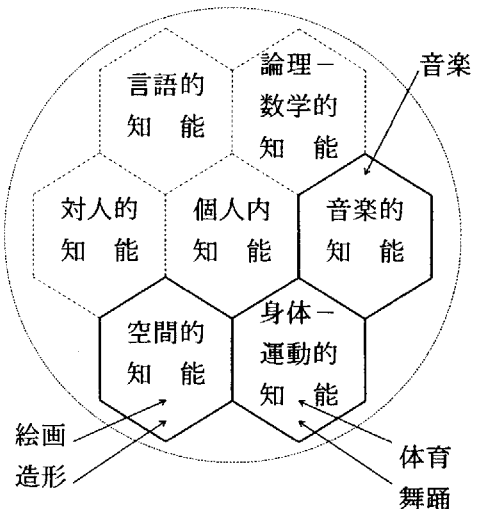 言語的
知 能
論理－
数学的
知 能
音楽
対人的
知 能
個人内
知 能
音楽的
知 能
空間的
知 能
身体－
運動的
知 能
絵画
造形
体育
舞踊